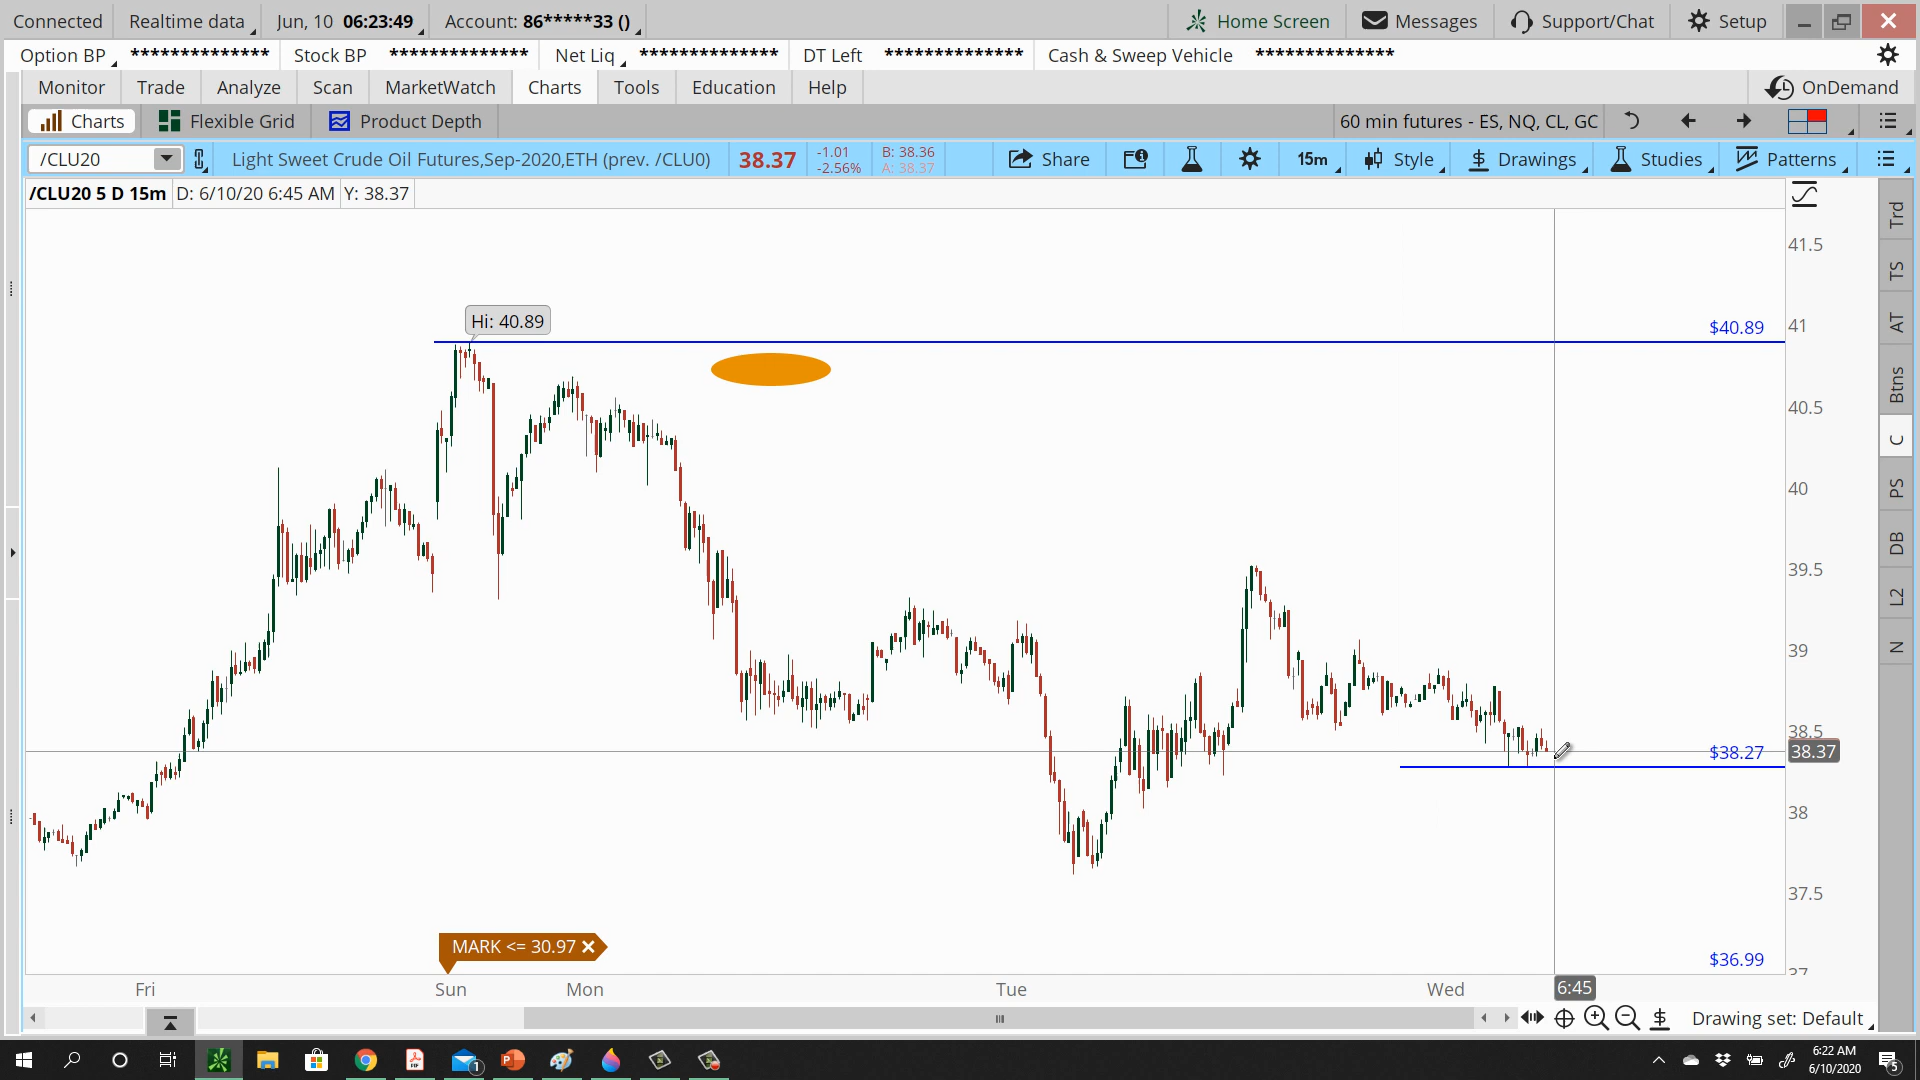 Connected Realtime data Jun, 10 06:23:49 Account: 86*****33 () Home Screen Messages Support/Chat Setup
Option BP ************** Stock BP ************** Net Liq ************** DT Left ************** Cash & Sweep Vehicle **************
Monitor Trade Analyze Scan MarketWatch Charts Tools Education Help OnDemand
Charts Flexible Grid Product Depth 60 min futures - ES, NQ, CL, GC
/CLU20 Light Sweet Crude Oil Futures,Sep-2020,ETH (prev. /CLU0) 38.37 -1.01 -2.56% B: 38.36 A: 38.37 Share 15m Style Drawings Studies Patterns
/CLU20 5 D 15m D: 6/10/20 6:45 AM Y: 38.37
Trd
TS
AT
Btns
C
PS
DB
L2
N
41.5
Hi: 40.89
$40.89 41
40.5
40
39.5
39
38.5
$38.27 38.37
38
37.5
MARK <= 30.97
$36.99
37
Fri Sun Mon Tue Wed 6:45
Drawing set: Default
1
6:22 AM
6/10/2020
5